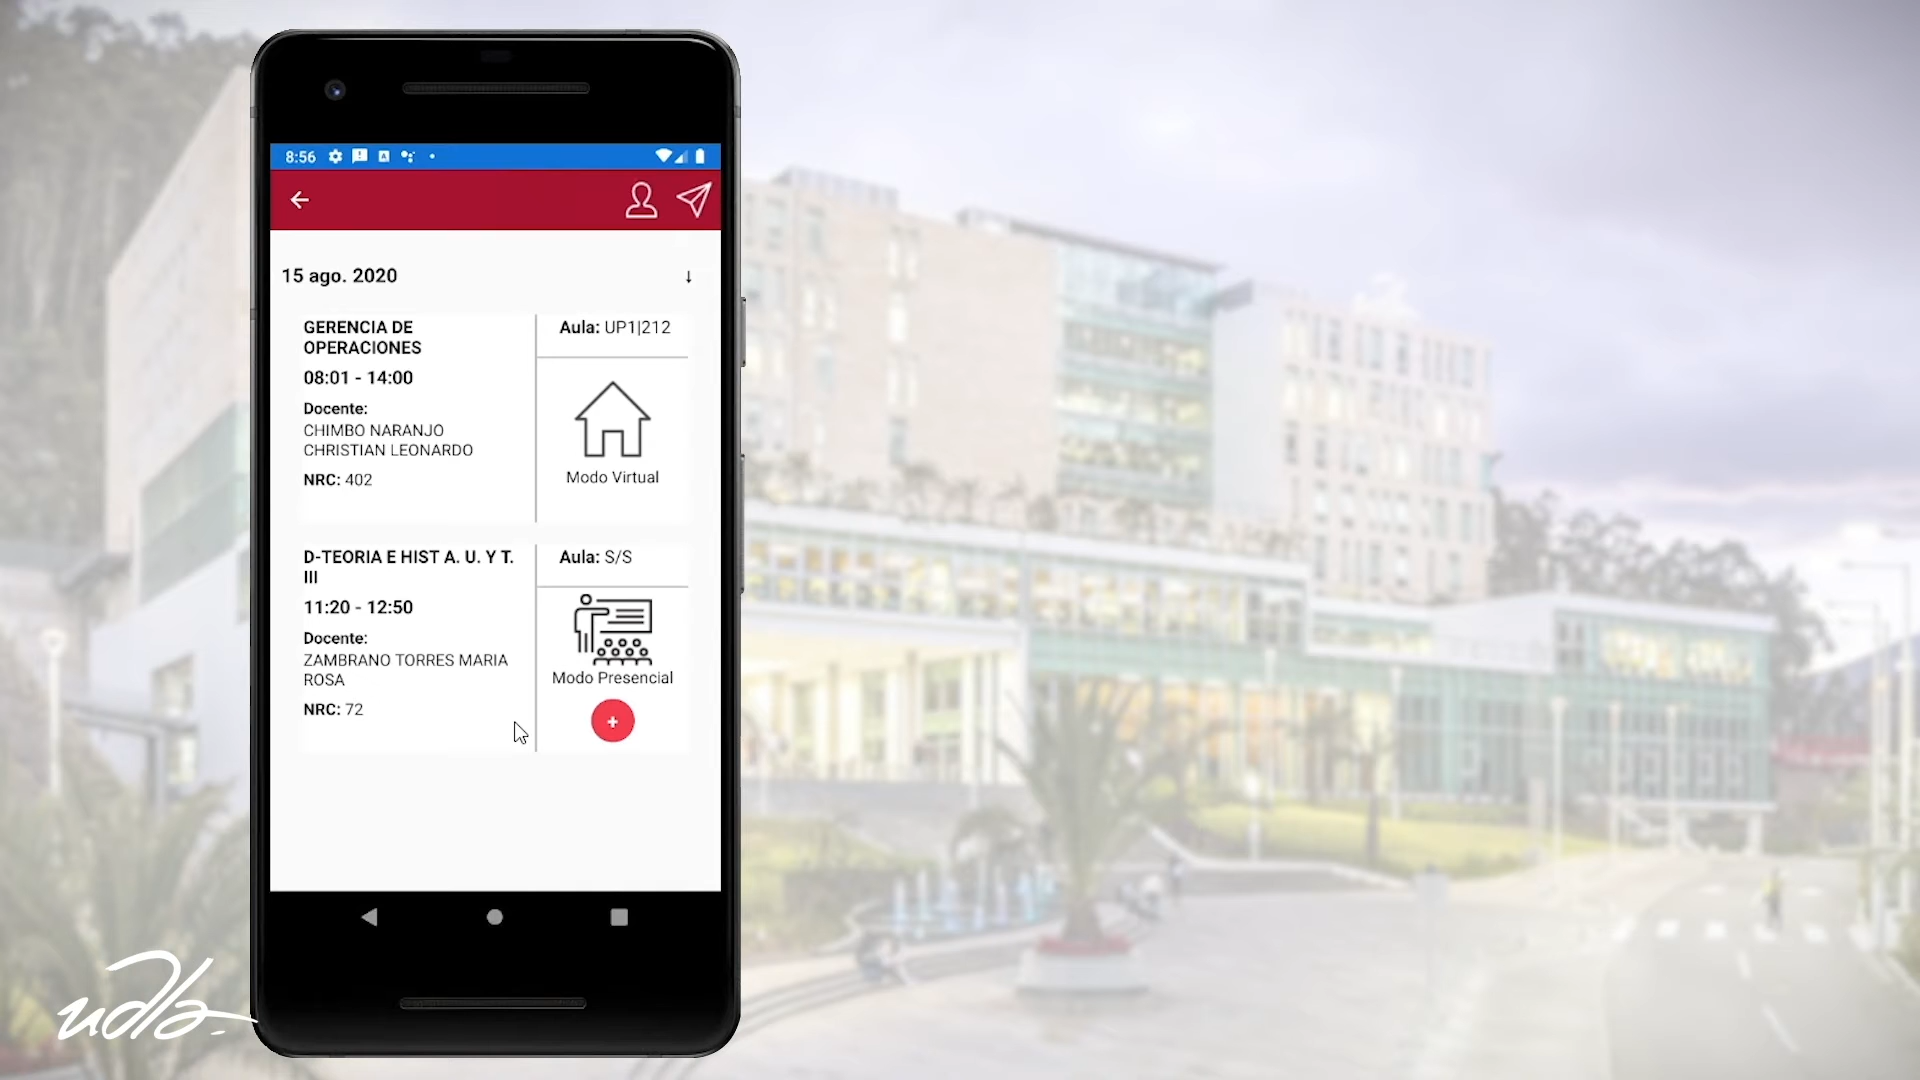 8:56
15 ago. 2020
↓
GERENCIA DE
OPERACIONES
08:01 - 14:00
Docente:
CHIMBO NARANJO
CHRISTIAN LEONARDO
NRC: 402
Aula: UP1|212
Modo Virtual
D-TEORIA E HIST A. U. Y T.
III
11:20 - 12:50
Docente:
ZAMBRANO TORRES MARIA
ROSA
NRC: 72
Aula: S/S
Modo Presencial
+
udla.